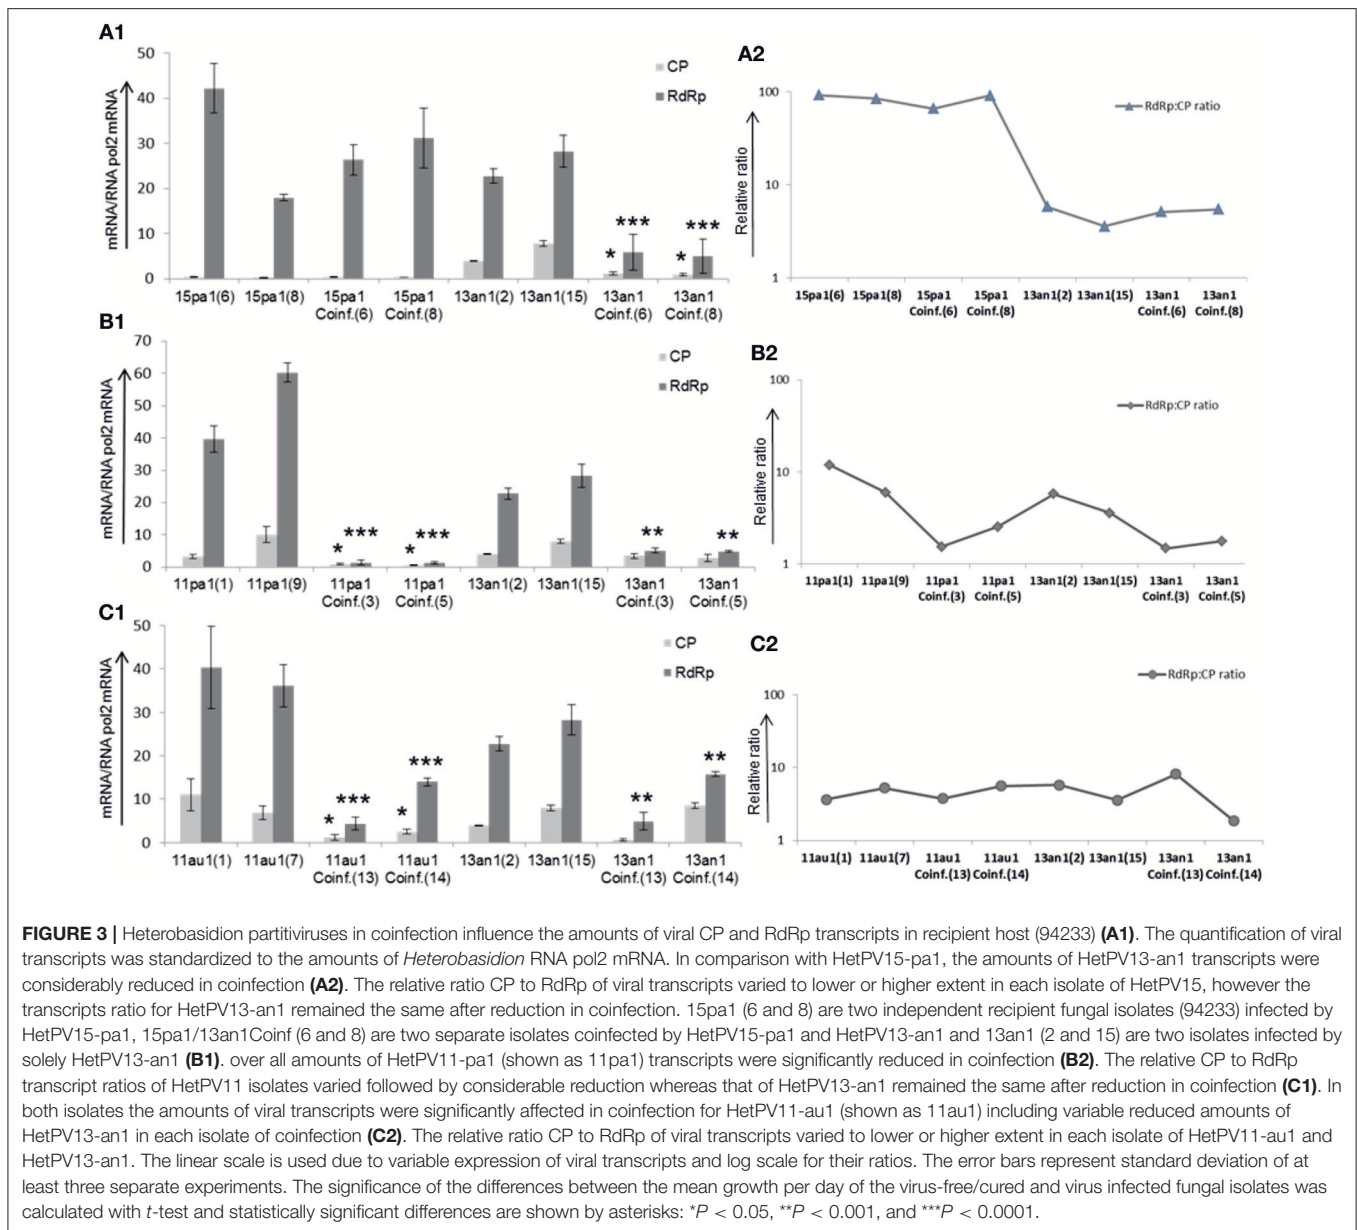 A1
50
40
30
20
10
0
mRNA/RNA pol2 mRNA
CP
RdRp
*** ***
* *
15pa1(6) 15pa1(8) 15pa1 15pa1 13an1(2) 13an1(15) 13an1 13an1
Coinf.(6) Coinf.(8) Coinf.(6) Coinf.(8)
A2
100
10
1
Relative ratio
RdRp:CP ratio
15pa1(6) 15pa1(8) 15pa1 15pa1 13an1(2) 13an1(15) 13an1 13an1
Coinf.(6) Coinf.(8) Coinf.(6) Coinf.(8)
B1
70
60
50
40
30
20
10
0
mRNA/RNA pol2 mRNA
CP
RdRp
*** *** ** **
* *
11pa1(1) 11pa1(9) 11pa1 11pa1 13an1(2) 13an1(15) 13an1 13an1
Coinf.(3) Coinf.(5) Coinf.(3) Coinf.(5)
B2
100
10
1
Relative ratio
RdRp:CP ratio
11pa1(1) 11pa1(9) 11pa1 11pa1 13an1(2) 13an1(15) 13an1 13an1
Coinf.(3) Coinf.(5) Coinf.(3) Coinf.(5)
C1
50
40
30
20
10
0
mRNA/RNA pol2 mRNA
CP
RdRp
* *** * *** ** **
11au1(1) 11au1(7) 11au1 11au1 13an1(2) 13an1(15) 13an1 13an1
Coinf.(13) Coinf.(14) Coinf.(13) Coinf.(14)
C2
100
10
1
Relative ratio
RdRp:CP ratio
11au1(1) 11au1(7) 11au1 11au1 13an1(2) 13an1(15) 13an1 13an1
Coinf.(13) Coinf.(14) Coinf.(13) Coinf.(14)
FIGURE 3 | Heterobasidion partitiviruses in coinfection influence the amounts of viral CP and RdRp transcripts in recipient host (94233) (A1). The quantification of viral
transcripts was standardized to the amounts of Heterobasidion RNA pol2 mRNA. In comparison with HetPV15-pa1, the amounts of HetPV13-an1 transcripts were
considerably reduced in coinfection (A2). The relative ratio CP to RdRp of viral transcripts varied to lower or higher extent in each isolate of HetPV15, however the
transcripts ratio for HetPV13-an1 remained the same after reduction in coinfection. 15pa1 (6 and 8) are two independent recipient fungal isolates (94233) infected by
HetPV15-pa1, 15pa1/13an1Coinf (6 and 8) are two separate isolates coinfected by HetPV15-pa1 and HetPV13-an1 and 13an1 (2 and 15) are two isolates infected by
solely HetPV13-an1 (B1). over all amounts of HetPV11-pa1 (shown as 11pa1) transcripts were significantly reduced in coinfection (B2). The relative CP to RdRp
transcript ratios of HetPV11 isolates varied followed by considerable reduction whereas that of HetPV13-an1 remained the same after reduction in coinfection (C1). In
both isolates the amounts of viral transcripts were significantly affected in coinfection for HetPV11-au1 (shown as 11au1) including variable reduced amounts of
HetPV13-an1 in each isolate of coinfection (C2). The relative ratio CP to RdRp of viral transcripts varied to lower or higher extent in each isolate of HetPV11-au1 and
HetPV13-an1. The linear scale is used due to variable expression of viral transcripts and log scale for their ratios. The error bars represent standard deviation of at
least three separate experiments. The significance of the differences between the mean growth per day of the virus-free/cured and virus infected fungal isolates was
calculated with t-test and statistically significant differences are shown by asterisks: *P < 0.05, **P < 0.001, and ***P < 0.0001.